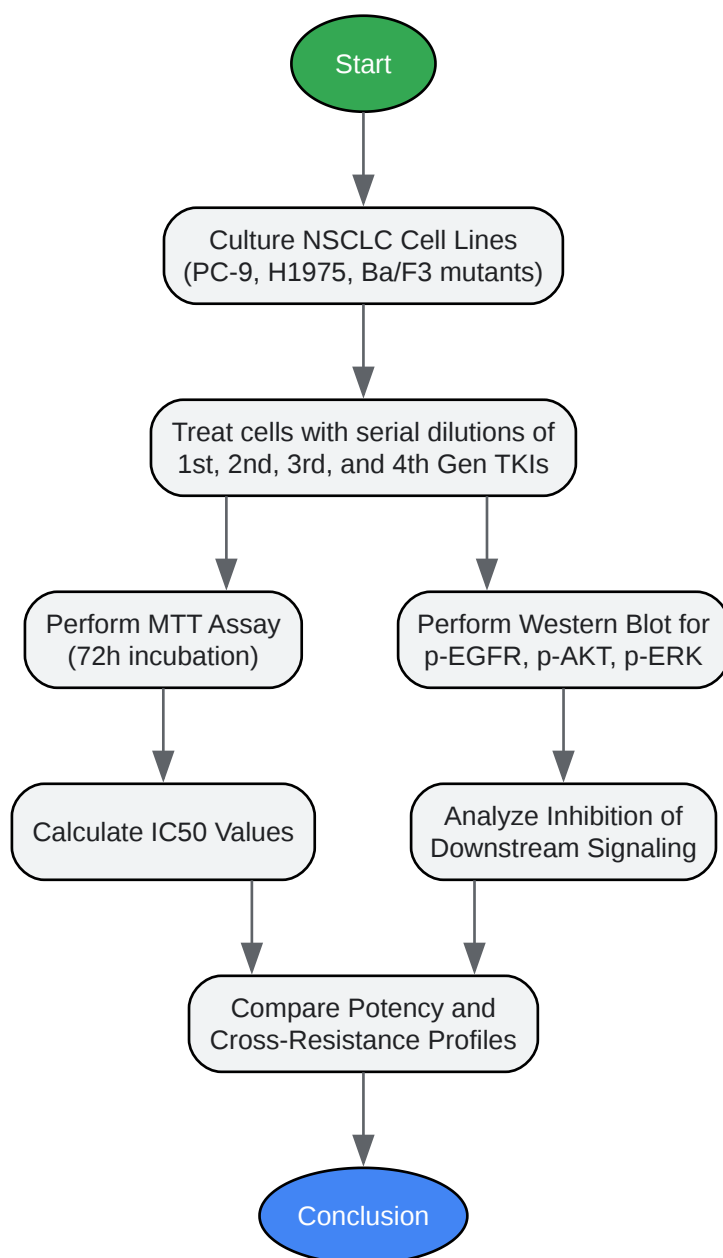 Start
Culture NSCLC Cell Lines
(PC-9, H1975, Ba/F3 mutants)
Treat cells with serial dilutions of
1st, 2nd, 3rd, and 4th Gen TKIs
Perform MTT Assay
(72h incubation)
Perform Western Blot for
p-EGFR, p-AKT, p-ERK
Calculate IC50 Values
Analyze Inhibition of
Downstream Signaling
Compare Potency and
Cross-Resistance Profiles
Conclusion